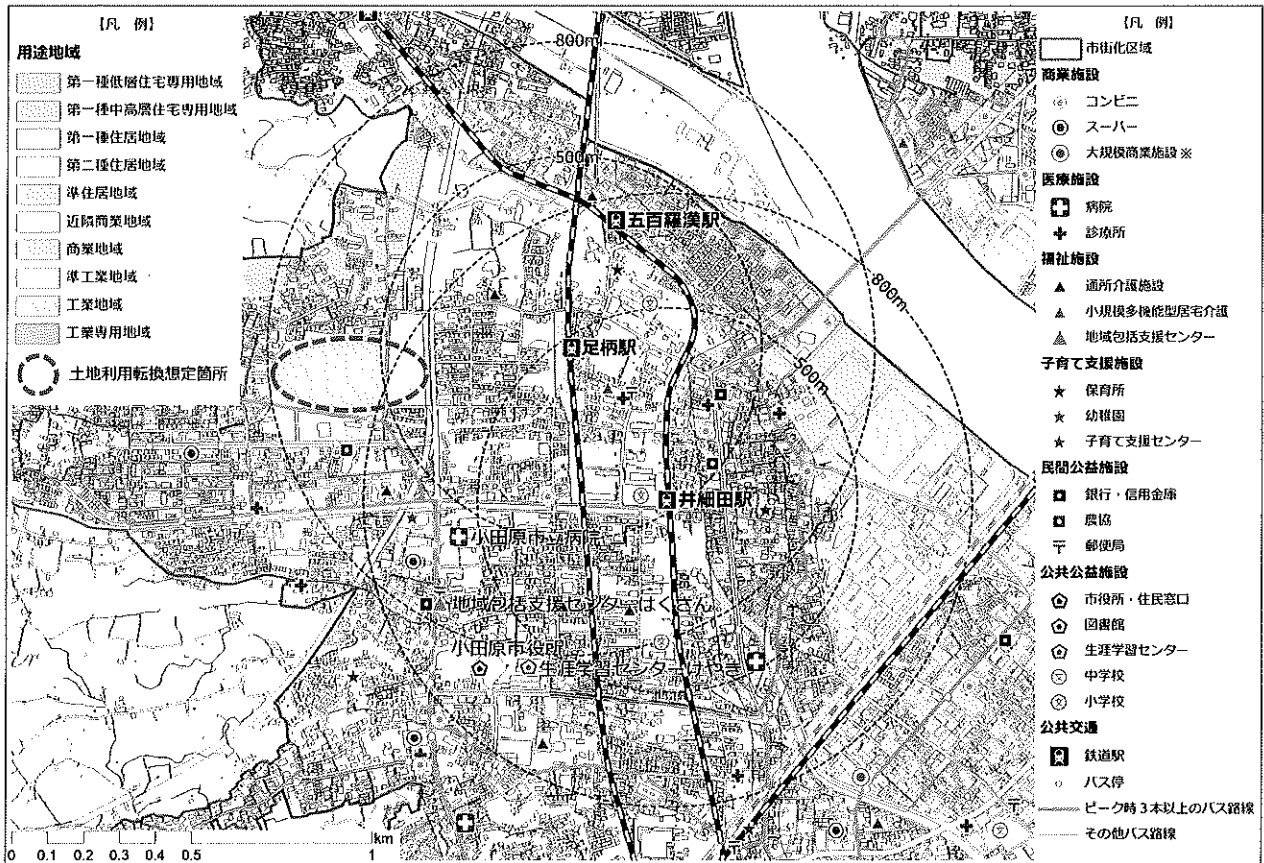 【凡 例】
用途地域
第一種低層住宅専用地域
第一種中高層住宅専用地域
第一種住居地域
第二種住居地域
準住居地域
近隣商業地域
商業地域
準工業地域
工業地域
工業専用地域
土地利用転換想定箇所
800m
500m
五百羅漢駅
800m
足柄駅
500m
井細田駅
小田原市立病院
地域包括支援センターはくさん
小田原市役所
生涯学習センターけやき
0 0.1 0.2 0.3 0.4 0.5 1
km
【凡 例】
市街化区域
商業施設
コンビニ
スーパー
大規模商業施設※
医療施設
病院
診療所
福祉施設
通所介護施設
小規模多機能型居宅介護
地域包括支援センター
子育て支援施設
保育所
幼稚園
子育て支援センター
民間公益施設
銀行・信用金庫
農協
郵便局
公共公益施設
市役所・住民窓口
図書館
生涯学習センター
中学校
小学校
公共交通
鉄道駅
バス停
ピーク時3本以上のバス路線
その他バス路線